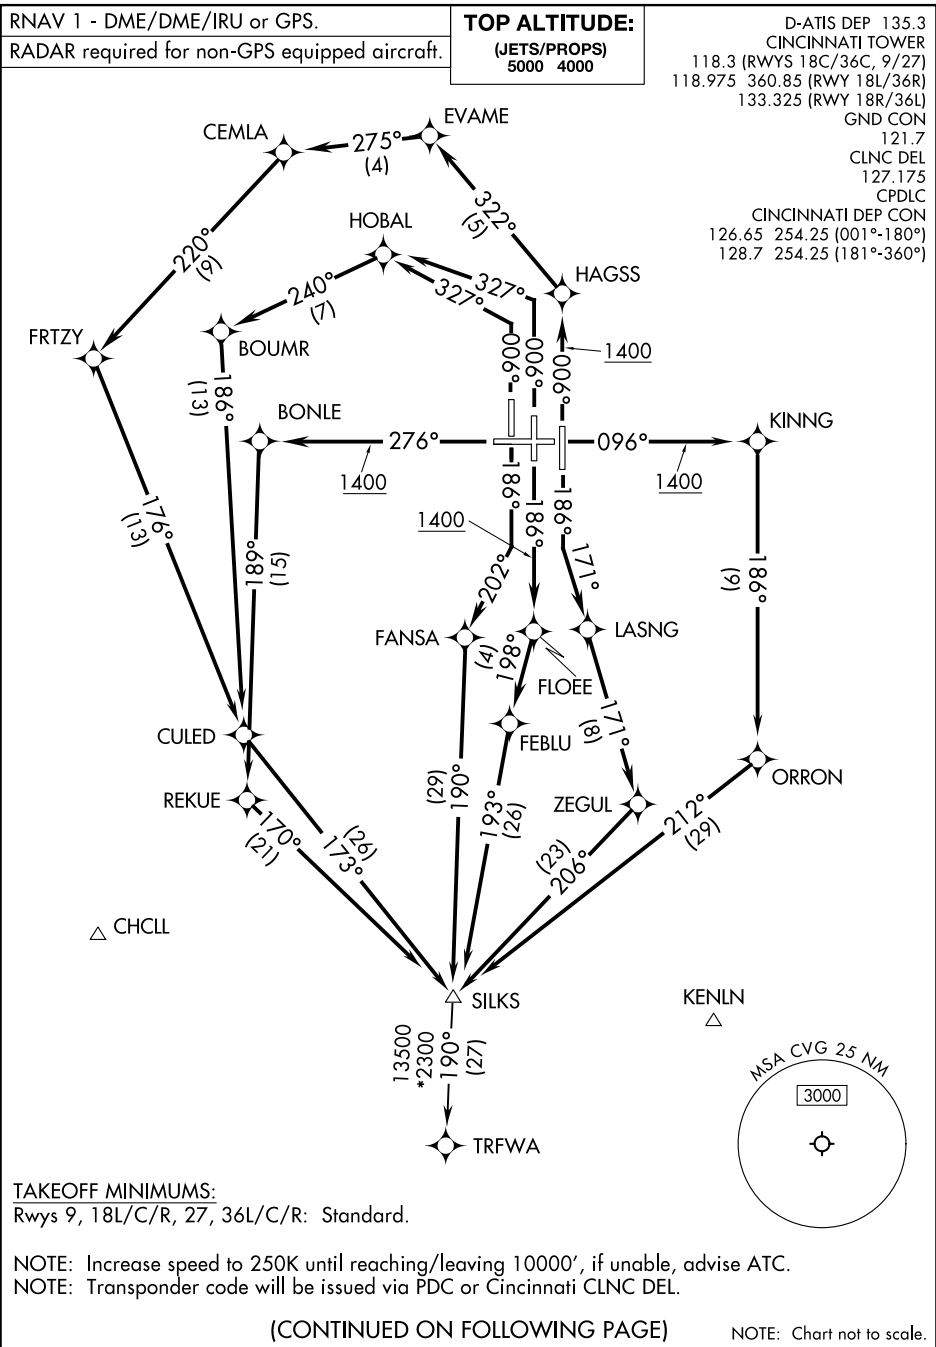 RNAV 1 - DME/DME/IRU or GPS.
RADAR required for non-GPS equipped aircraft.
TOP ALTITUDE:
(JETS/PROPS)
5000 4000
D-ATIS DEP 135.3
CINCINNATI TOWER
118.3 (RWYS 18C/36C, 9/27)
118.975 360.85 (RWY 18L/36R)
133.325 (RWY 18R/36L)
GND CON
121.7
CLNC DEL
127.175
CPDLC
CINCINNATI DEP CON
126.65 254.25 (001°-180°)
128.7 254.25 (181°-360°)
EVAME
CEMLA
275°
(4)
322°
(5)
HOBAL
220°
(9)
HAGSS
327°
327°
240°
(7)
FRTZY
BOUMR
006°
006°
006°
1400
186°
(13)
BONLE
KINNG
276°
096°
1400
1400
186°
186°
186°
1400
176°
(13)
189°
(15)
171°
202°
186°
(9)
FANSA
LASNG
(4)
198°
FLOEE
CULED
FEBLU
171°
(8)
ORRON
REKUE
ZEGUL
170°
(21)
(26)
173°
(29)
190°
193°
(26)
(23)
206°
212°
(29)
CHCLL
SILKS
KENLN
13500
*2300
190°
(27)
MSA CVG 25 NM
3000
TRFWA
TAKEOFF MINIMUMS:
Rwys 9, 18L/C/R, 27, 36L/C/R: Standard.
NOTE: Increase speed to 250K until reaching/leaving 10000′, if unable, advise ATC.
NOTE: Transponder code will be issued via PDC or Cincinnati CLNC DEL.
(CONTINUED ON FOLLOWING PAGE)
NOTE: Chart not to scale.